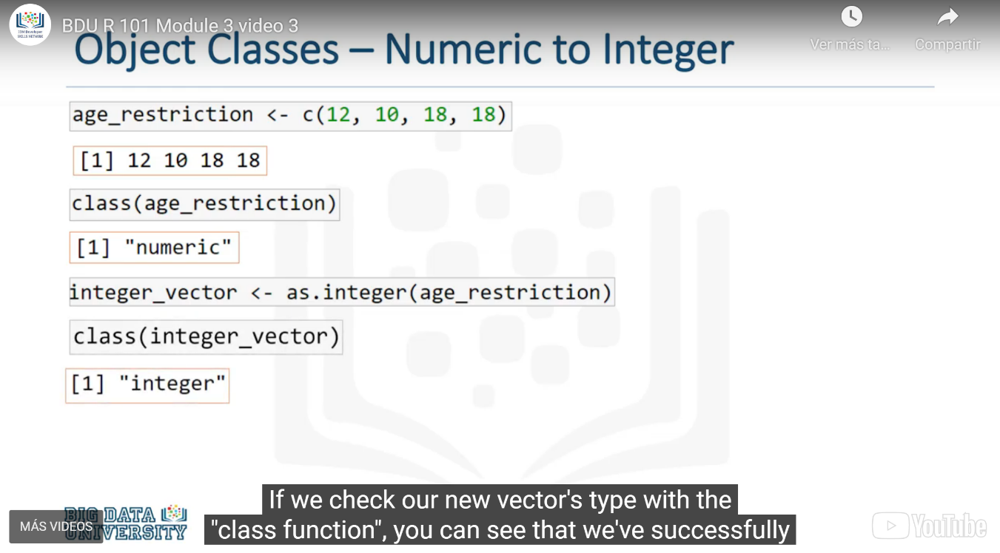 BDU R 101 Module 3 video 3
Ver más ta...
Compartir
Object Classes – Numeric to Integer
age_restriction <- c(12, 10, 18, 18)
[1] 12 10 18 18
class(age_restriction)
[1] "numeric"
integer_vector <- as.integer(age_restriction)
class(integer_vector)
[1] "integer"
If we check our new vector's type with the
"class function", you can see that we've successfully
BIG DATA
UNIVERSITY
MÁS VIDEOS
YouTube